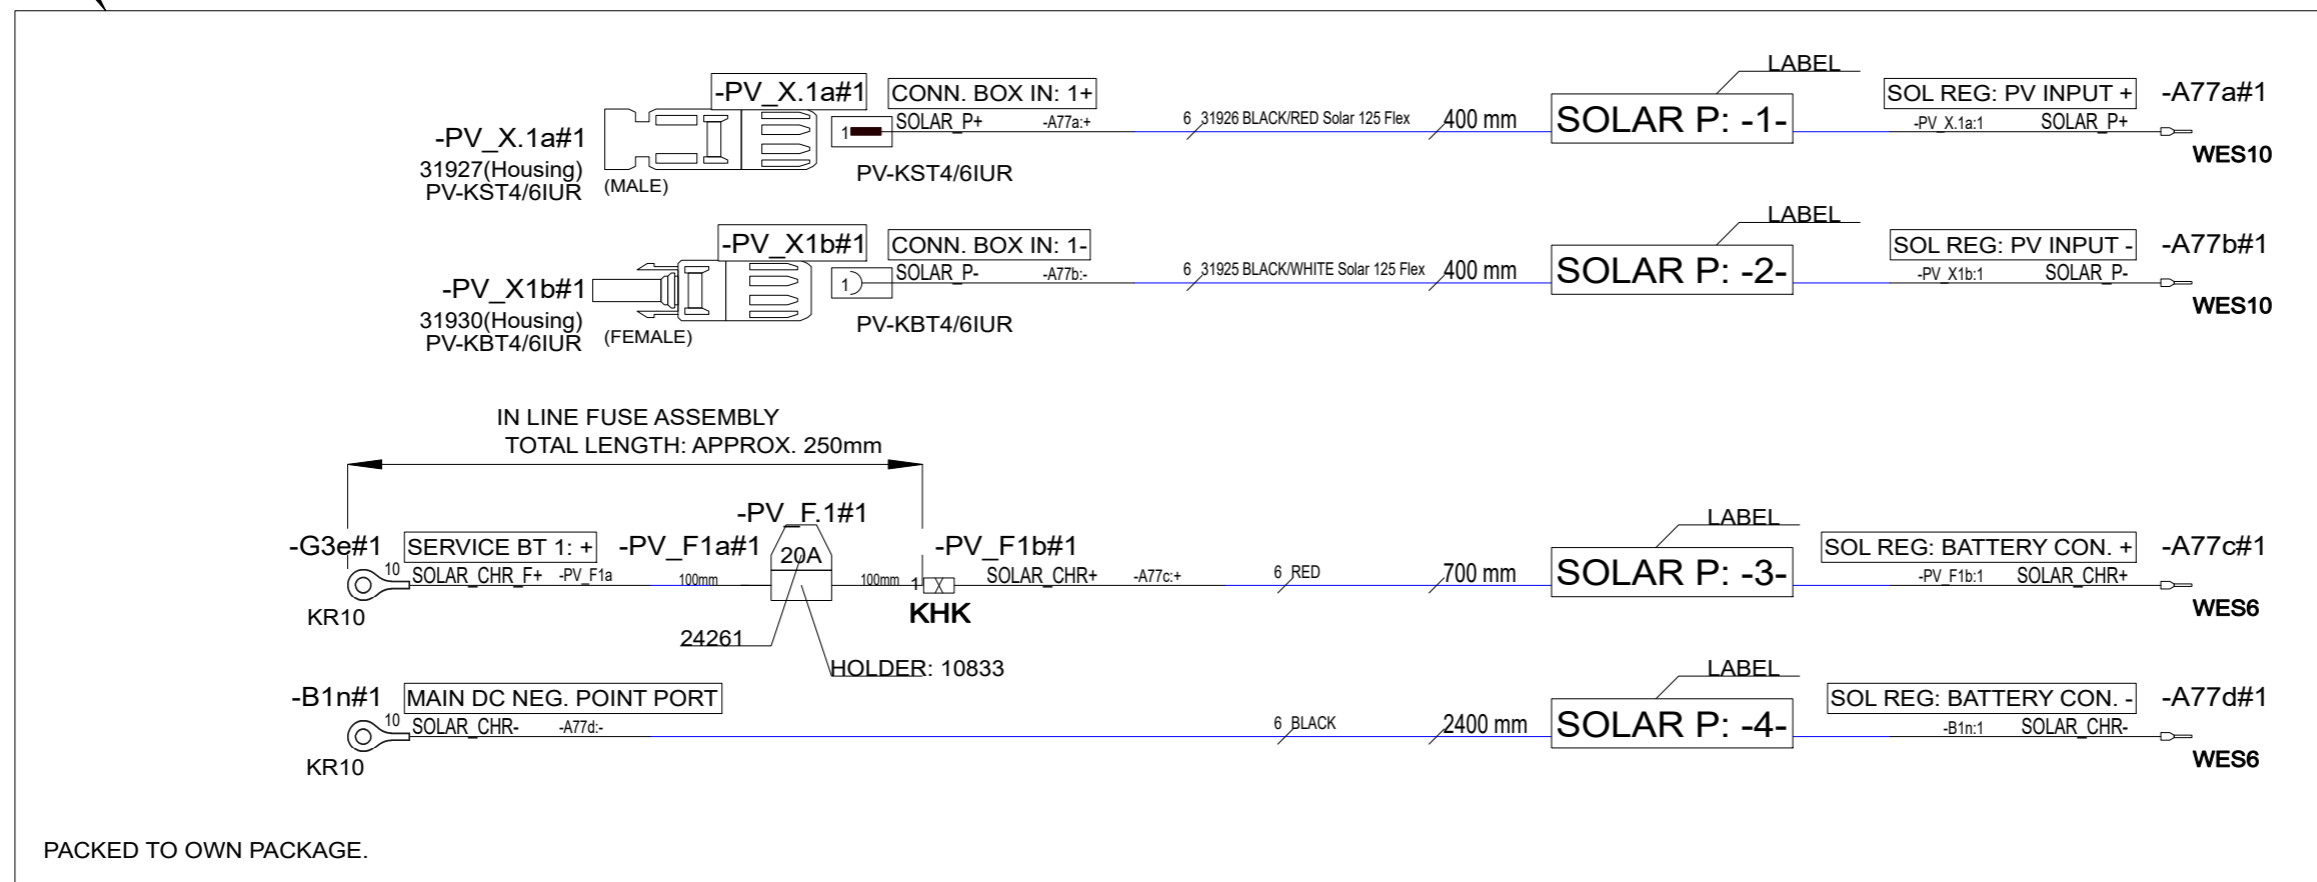 LABEL
-PV_X.1a#1
CONN. BOX IN: 1+
SOL REG: PV INPUT +
-A77a#1
-PV_X.1a#1
1
SOLAR_P+
-A77a:+
6
31926 BLACK/RED Solar 125 Flex
400 mm
SOLAR P: -1-
-PV_X.1a:1
SOLAR_P+
31927(Housing)
PV-KST4/6IUR
(MALE)
PV-KST4/6IUR
WES10
LABEL
-PV_X1b#1
CONN. BOX IN: 1-
SOL REG: PV INPUT -
-A77b#1
-PV_X1b#1
1
SOLAR_P-
-A77b:-
6
31925 BLACK/WHITE Solar 125 Flex
400 mm
SOLAR P: -2-
-PV_X1b:1
SOLAR_P-
31930(Housing)
PV-KBT4/6IUR
(FEMALE)
PV-KBT4/6IUR
WES10
IN LINE FUSE ASSEMBLY
TOTAL LENGTH: APPROX. 250mm
-PV_F.1#1
LABEL
-G3e#1
SERVICE BT 1: +
-PV_F1a#1
20A
-PV_F1b#1
SOL REG: BATTERY CON. +
-A77c#1
10
SOLAR_CHR_F+
-PV_F1a
100mm
100mm
1
X
SOLAR_CHR+
-A77c:+
6
RED
700 mm
SOLAR P: -3-
-PV_F1b:1
SOLAR_CHR+
KR10
KHK
WES6
24261
HOLDER: 10833
LABEL
-B1n#1
MAIN DC NEG. POINT PORT
SOL REG: BATTERY CON. -
-A77d#1
10
SOLAR_CHR-
-A77d:-
6
BLACK
2400 mm
SOLAR P: -4-
-B1n:1
SOLAR_CHR-
KR10
WES6
PACKED TO OWN PACKAGE.